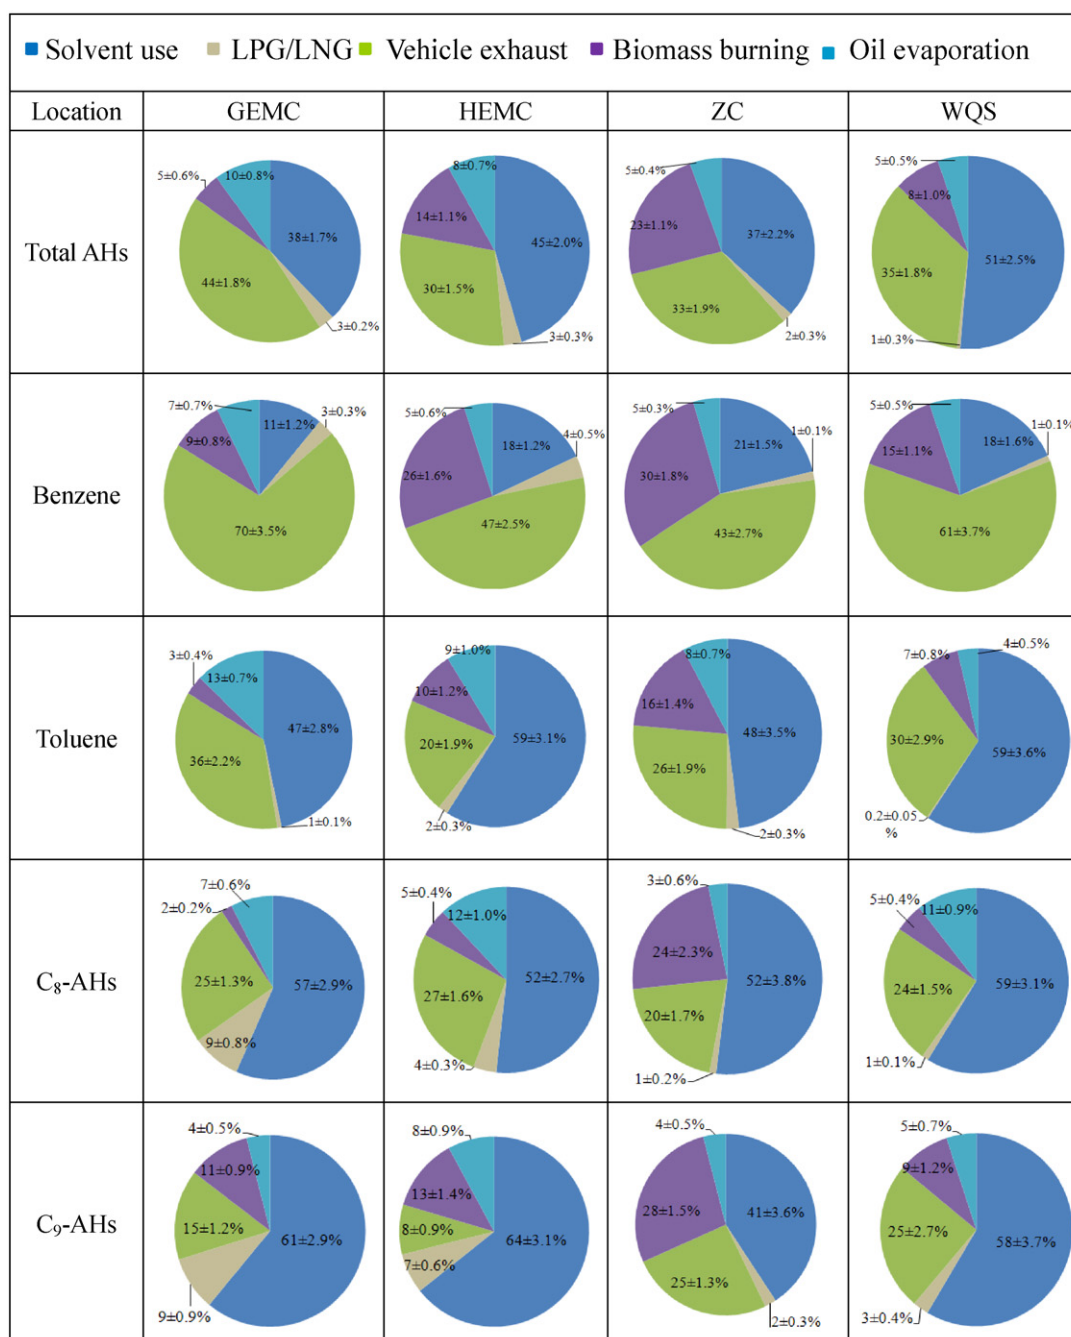 Solvent use LPG/LNG Vehicle exhaust Biomass burning Oil evaporation
Location GEMC HEMC ZC WQS
Total AHs
5±0.6% 10±0.8% 38±1.7% 44±1.8% 3±0.2%
8±0.7% 14±1.1% 45±2.0% 30±1.5% 3±0.3%
5±0.4% 23±1.1% 37±2.2% 33±1.9% 2±0.3%
5±0.5% 8±1.0% 51±2.5% 35±1.8% 1±0.3%
Benzene
7±0.7% 9±0.8% 11±1.2% 3±0.3% 70±3.5%
5±0.6% 26±1.6% 18±1.2% 4±0.5% 47±2.5%
5±0.3% 30±1.8% 21±1.5% 1±0.1% 43±2.7%
5±0.5% 15±1.1% 18±1.6% 1±0.1% 61±3.7%
Toluene
3±0.4% 13±0.7% 47±2.8% 36±2.2% 1±0.1%
9±1.0% 10±1.2% 59±3.1% 20±1.9% 2±0.3%
8±0.7% 16±1.4% 48±3.5% 26±1.9% 2±0.3%
7±0.8% 4±0.5% 30±2.9% 59±3.6% 0.2±0.05
%
C₈-AHs
7±0.6% 2±0.2% 25±1.3% 57±2.9% 9±0.8%
5±0.4% 12±1.0% 52±2.7% 27±1.6% 4±0.3%
3±0.6% 24±2.3% 52±3.8% 20±1.7% 1±0.2%
5±0.4% 11±0.9% 59±3.1% 24±1.5% 1±0.1%
C₉-AHs
4±0.5% 11±0.9% 15±1.2% 61±2.9% 9±0.9%
8±0.9% 13±1.4% 8±0.9% 64±3.1% 7±0.6%
4±0.5% 28±1.5% 41±3.6% 25±1.3% 2±0.3%
5±0.7% 9±1.2% 25±2.7% 58±3.7% 3±0.4%